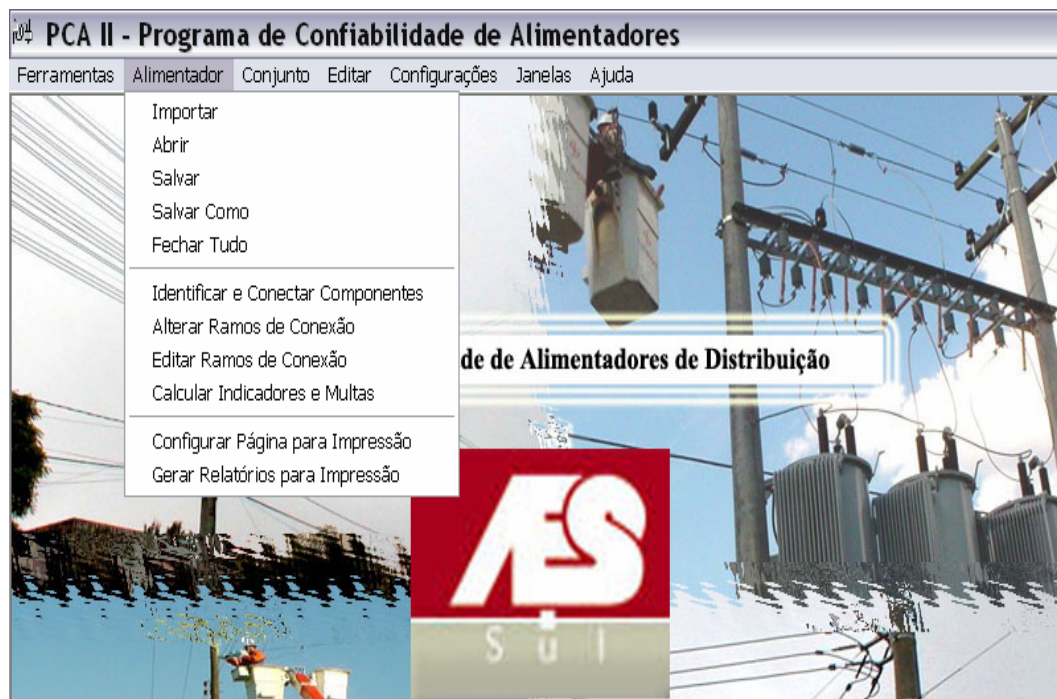 PCA II - Programa de Confiabilidade de Alimentadores
Ferramentas Alimentador Conjunto Editar Configurações Janelas Ajuda
Importar
Abrir
Salvar
Salvar Como
Fechar Tudo
Identificar e Conectar Componentes
Alterar Ramos de Conexão
Editar Ramos de Conexão
Calcular Indicadores e Multas
Configurar Página para Impressão
Gerar Relatórios para Impressão
de de Alimentadores de Distribuição
AES
Sul